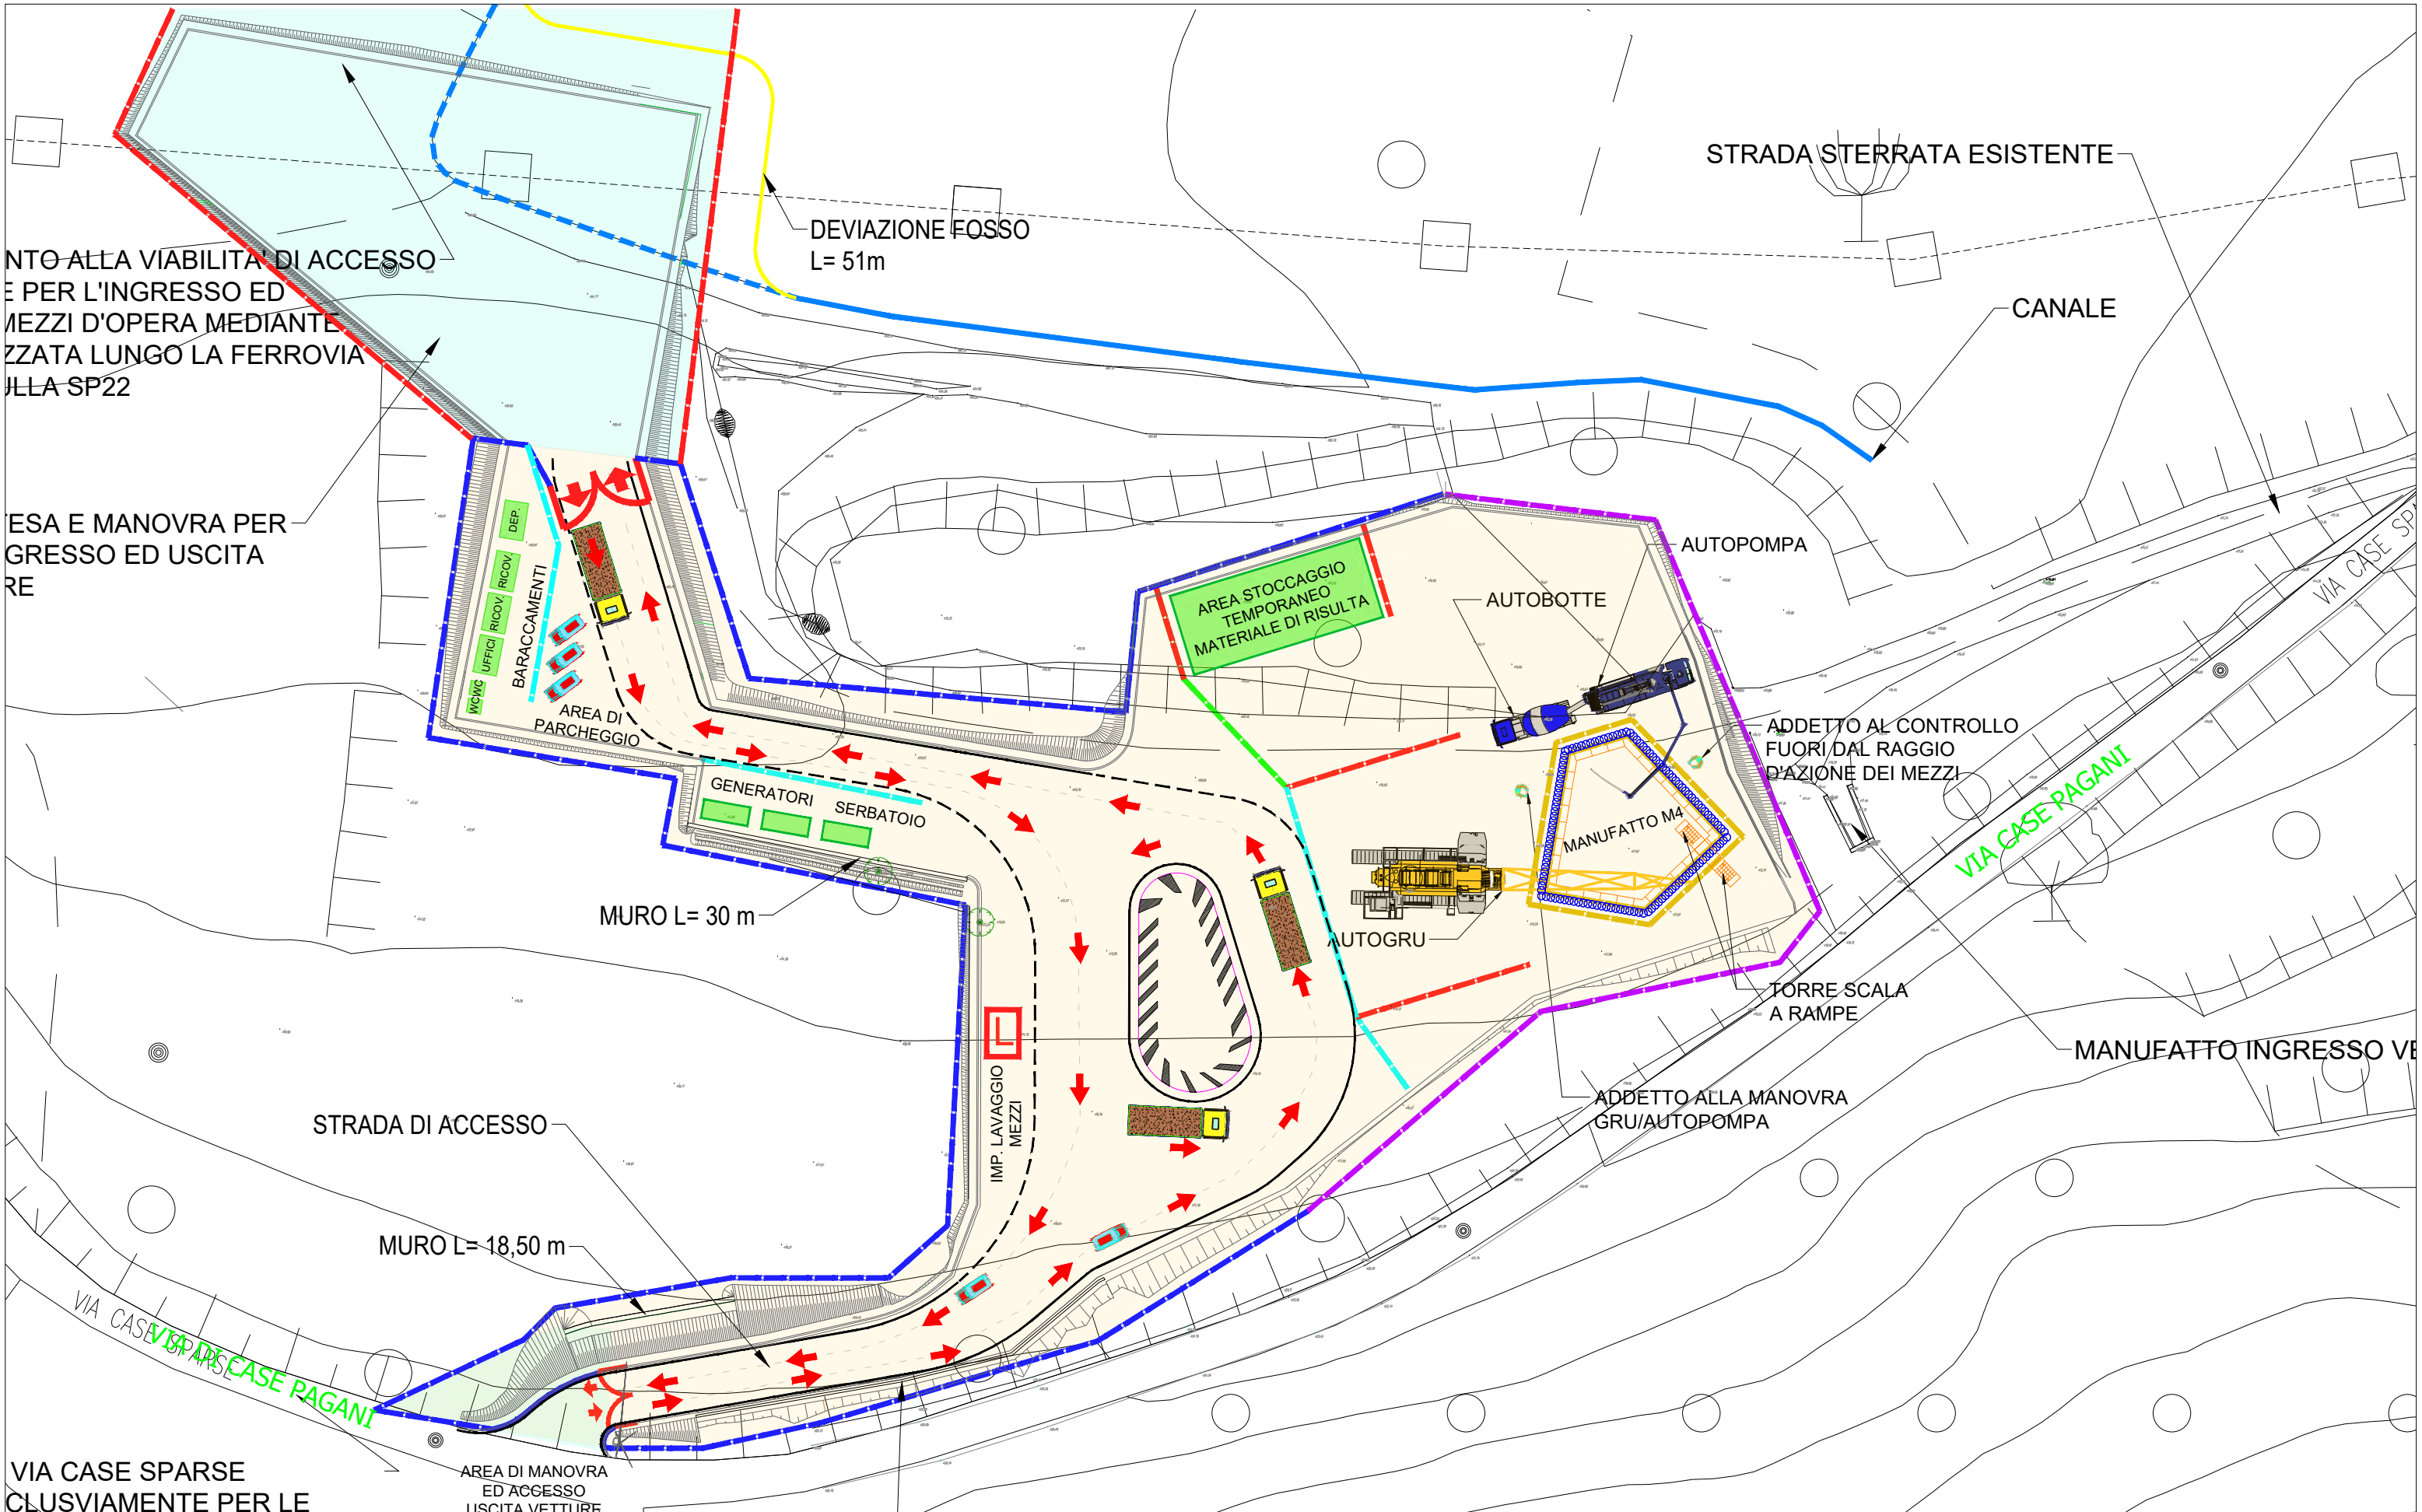 STRADA STERRATA ESISTENTE
DEVIAZIONE FOSSO
L= 51m
NTO ALLA VIABILITA' DI ACCESSO
E PER L'INGRESSO ED
MEZZI D'OPERA MEDIANTE
ZZATA LUNGO LA FERROVIA
ULLA SP22
CANALE
ESA E MANOVRA PER
GRESSO ED USCITA
RE
DEP.
RICOV.
RICOV.
UFFICI
WCWC
BARACCAMENTI
AREA DI
PARCHEGGIO
AUTOPOMPA
AUTOBOTTE
AREA STOCCAGGIO
TEMPORANEO
MATERIALE DI RISULTA
VIA CASE SPA
ADDETTO AL CONTROLLO
FUORI DAL RAGGIO
D'AZIONE DEI MEZZI
VIA CASE PAGANI
GENERATORI
SERBATOIO
MANUFATTO M4
MURO L= 30 m
AUTOGRU
TORRE SCALA
A RAMPE
L
IMP. LAVAGGIO
MEZZI
MANUFATTO INGRESSO VE
ADDETTO ALLA MANOVRA
GRU/AUTOPOMPA
STRADA DI ACCESSO
MURO L= 18,50 m
VIA CASE SPARSE
VIA DI CASE PAGANI
VIA CASE SPARSE
CLUSVIAMENTE PER LE
AREA DI MANOVRA
ED ACCESSO
USCITA VETTURE